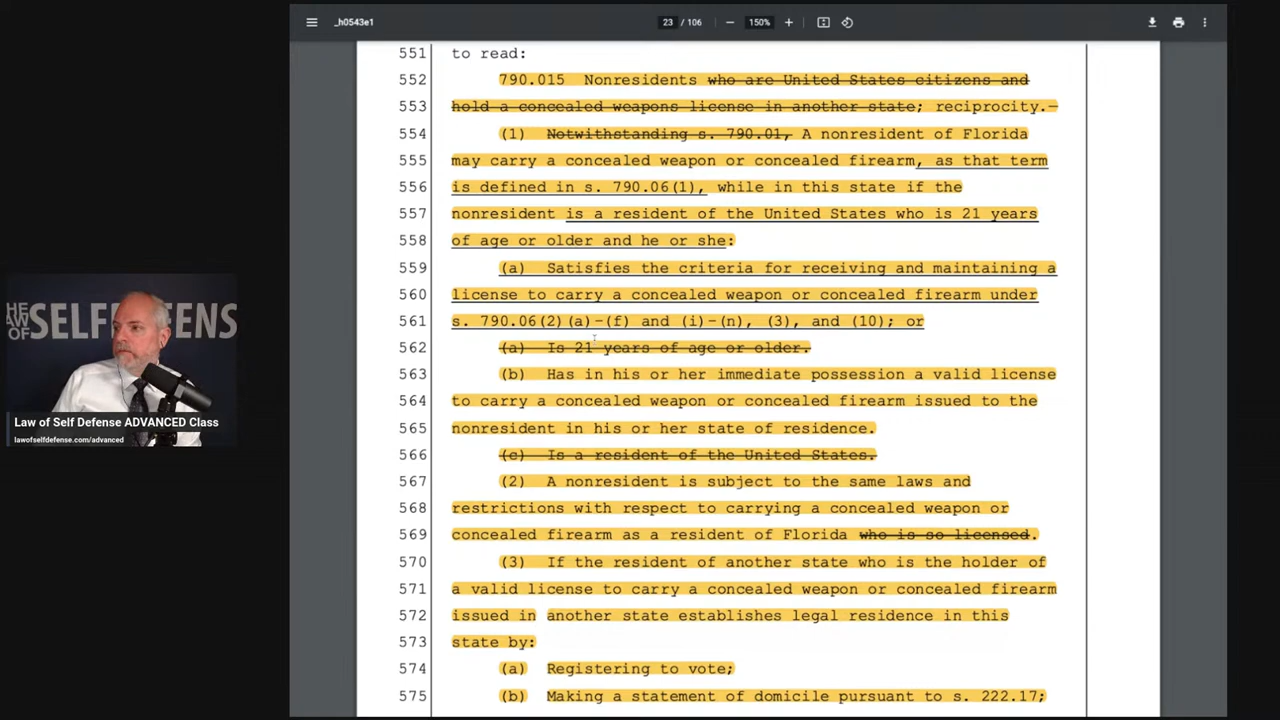 _h0543e1
23 / 106
150%
551 to read:
552 790.015 Nonresidents who are United States citizens and
553 hold a concealed weapons license in another state; reciprocity.—
554 (1) Notwithstanding s. 790.01, A nonresident of Florida
555 may carry a concealed weapon or concealed firearm, as that term
556 is defined in s. 790.06(1), while in this state if the
557 nonresident is a resident of the United States who is 21 years
558 of age or older and he or she:
559 (a) Satisfies the criteria for receiving and maintaining a
560 license to carry a concealed weapon or concealed firearm under
561 s. 790.06(2)(a)-(f) and (i)-(n), (3), and (10); or
562 (a) Is 21 years of age or older.
563 (b) Has in his or her immediate possession a valid license
564 to carry a concealed weapon or concealed firearm issued to the
565 nonresident in his or her state of residence.
566 (c) Is a resident of the United States.
567 (2) A nonresident is subject to the same laws and
568 restrictions with respect to carrying a concealed weapon or
569 concealed firearm as a resident of Florida who is so licensed.
570 (3) If the resident of another state who is the holder of
571 a valid license to carry a concealed weapon or concealed firearm
572 issued in another state establishes legal residence in this
573 state by:
574 (a) Registering to vote;
575 (b) Making a statement of domicile pursuant to s. 222.17;
HE
LAW
OF
SELF DEFENS
Law of Self Defense ADVANCED Class
lawofselfdefense.com/advanced